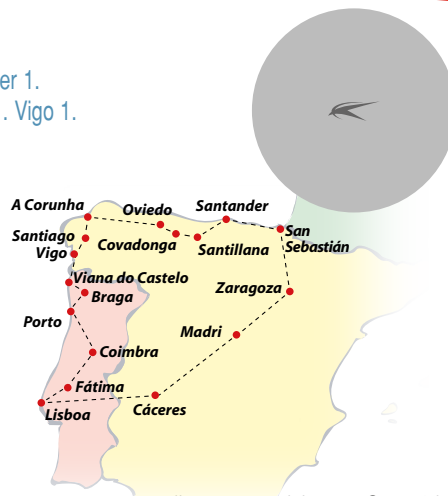 er 1.
. Vigo 1.
A Corunha
Oviedo
Santander
Santiago
Covadonga
San
Sebastián
Vigo
Santillana
Viana do Castelo
Braga
Zaragoza
Porto
Madri
Coimbra
Fátima
Lisboa
Cáceres